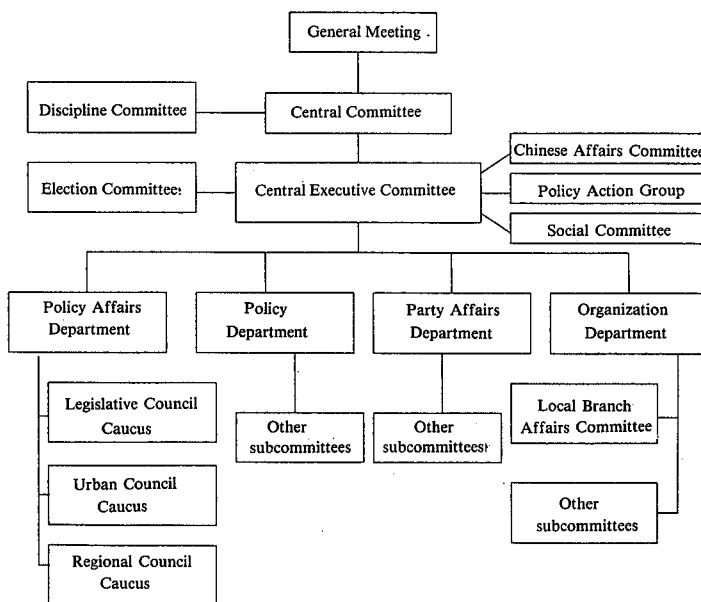 General Meeting
Discipline Committee
Central Committee
Chinese Affairs Committee
Election Committees
Central Executive Committee
Policy Action Group
Social Committee
Policy Affairs
Department
Policy
Department
Party Affairs
Department
Organization
Department
Legislative Council
Caucus
Other
subcommittees
Other
subcommittees
Local Branch
Affairs Committee
Urban Council
Caucus
Other
subcommittees
Regional Council
Caucus